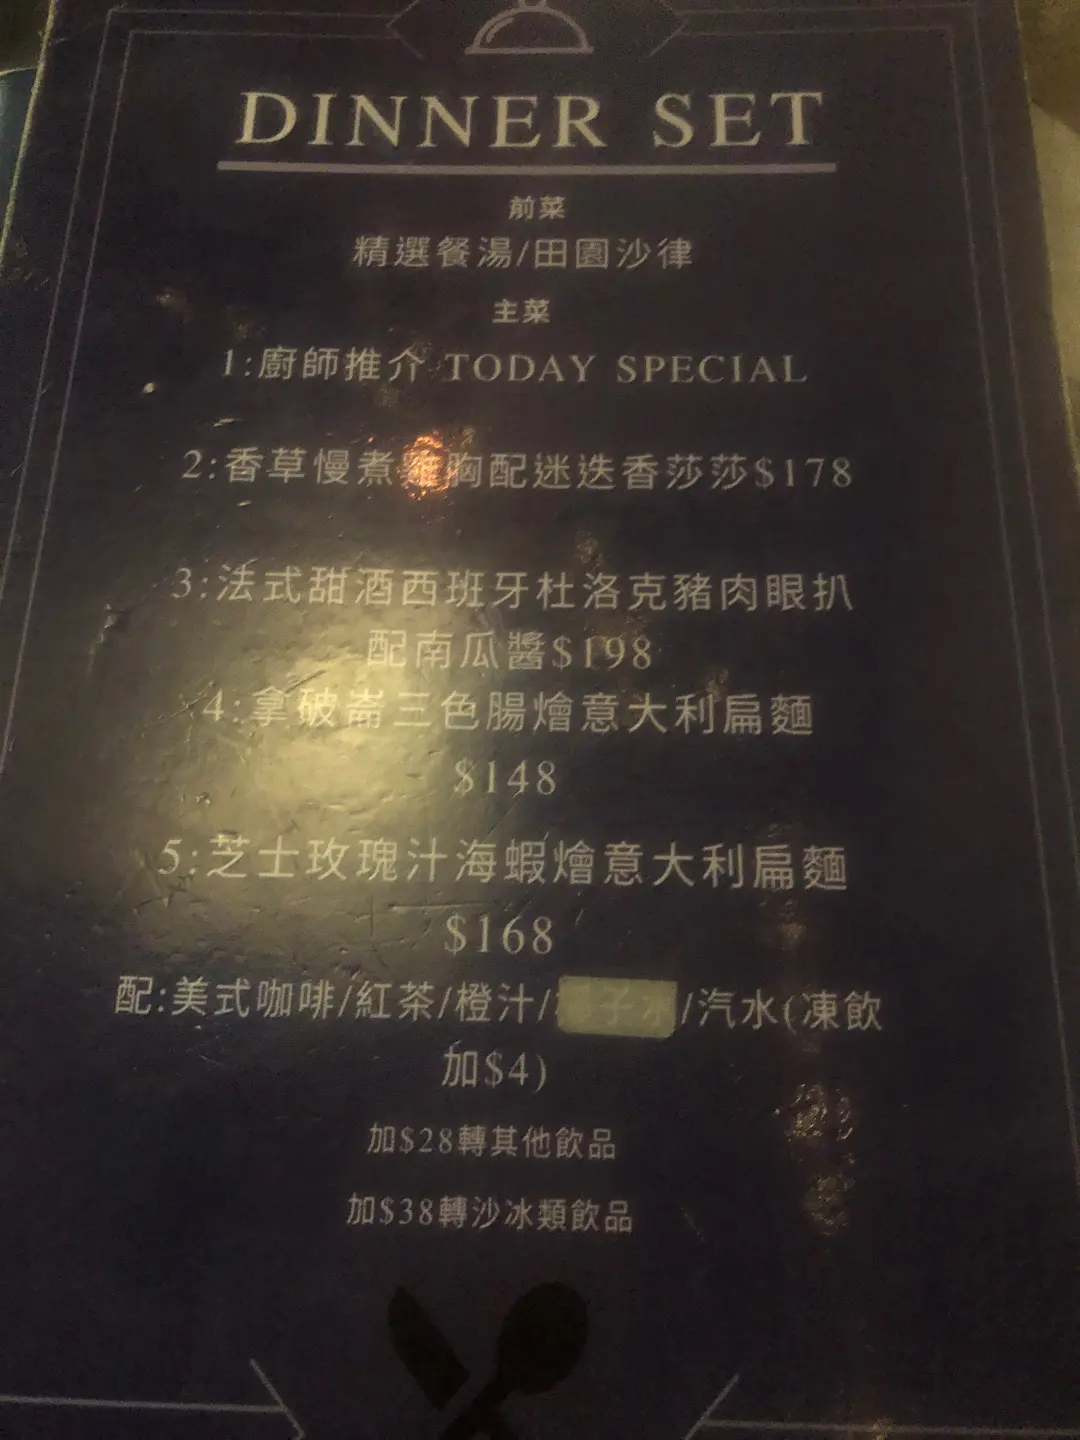 DINNER SET
前菜
精選餐湯/田園沙律
主菜
1:廚師推介 TODAY SPECIAL
2:香草慢煮雞胸配迷迭香莎莎$178
3:法式甜酒西班牙杜洛克豬肉眼扒
配南瓜醬$198
4:拿破崙三色腸燴意大利扁麵
$148
5:芝士玫瑰汁海蝦燴意大利扁麵
$168
配:美式咖啡/紅茶/橙汁/子水/汽水(凍飲
加$4)
加$28轉其他飲品
加$38轉沙冰類飲品